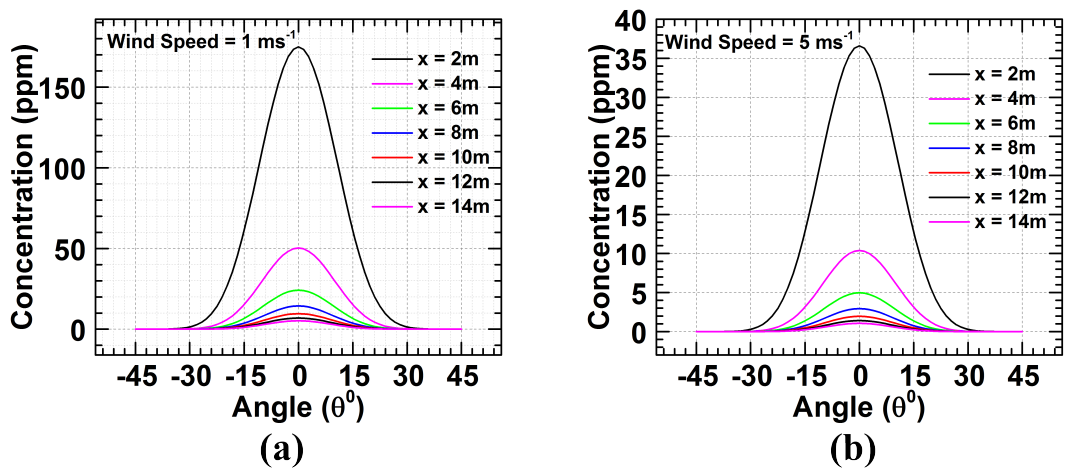 Wind Speed = 1 ms-1
x = 2m
x = 4m
x = 6m
x = 8m
x = 10m
x = 12m
x = 14m
Concentration (ppm)
150
100
50
0
-45 -30 -15 0 15 30 45
Angle (θ⁰)
(a)
Wind Speed = 5 ms-1
x = 2m
x = 4m
x = 6m
x = 8m
x = 10m
x = 12m
x = 14m
Concentration (ppm)
40
35
30
25
20
15
10
5
0
-45 -30 -15 0 15 30 45
Angle (θ⁰)
(b)